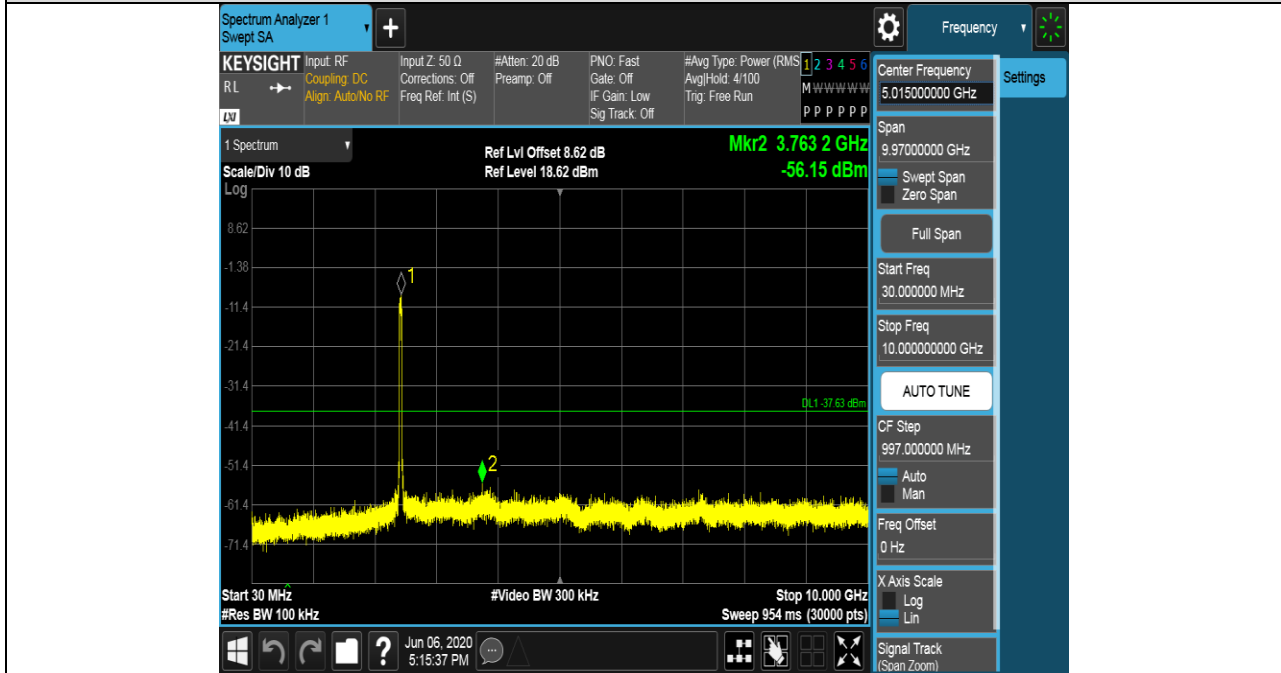 Spectrum Analyzer 1
Swept SA
+
Frequency
KEYSIGHT
RL
LXI
Input: RF
Coupling: DC
Align: Auto/No RF
Input Z: 50 Ω
Corrections: Off
Freq Ref: Int (S)
#Atten: 20 dB
Preamp: Off
PNO: Fast
Gate: Off
IF Gain: Low
Sig Track: Off
#Avg Type: Power (RMS
Avg|Hold: 4/100
Trig: Free Run
1 2 3 4 5 6
M W W W W W
P P P P P P
Center Frequency
5.015000000 GHz
Settings
1 Spectrum
Ref Lvl Offset 8.62 dB
Mkr2 3.763 2 GHz
Scale/Div 10 dB
Ref Level 18.62 dBm
-56.15 dBm
Log
8.62
-1.38
-11.4
-21.4
-31.4
-41.4
-51.4
-61.4
-71.4
1
2
DL1 -37.63 dBm
Start 30 MHz
#Video BW 300 kHz
Stop 10.000 GHz
#Res BW 100 kHz
Sweep 954 ms (30000 pts)
Span
9.97000000 GHz
Swept Span
Zero Span
Full Span
Start Freq
30.000000 MHz
Stop Freq
10.000000000 GHz
AUTO TUNE
CF Step
997.000000 MHz
Auto
Man
Freq Offset
0 Hz
X Axis Scale
Log
Lin
Signal Track
(Span Zoom)
?
Jun 06, 2020
5:15:37 PM